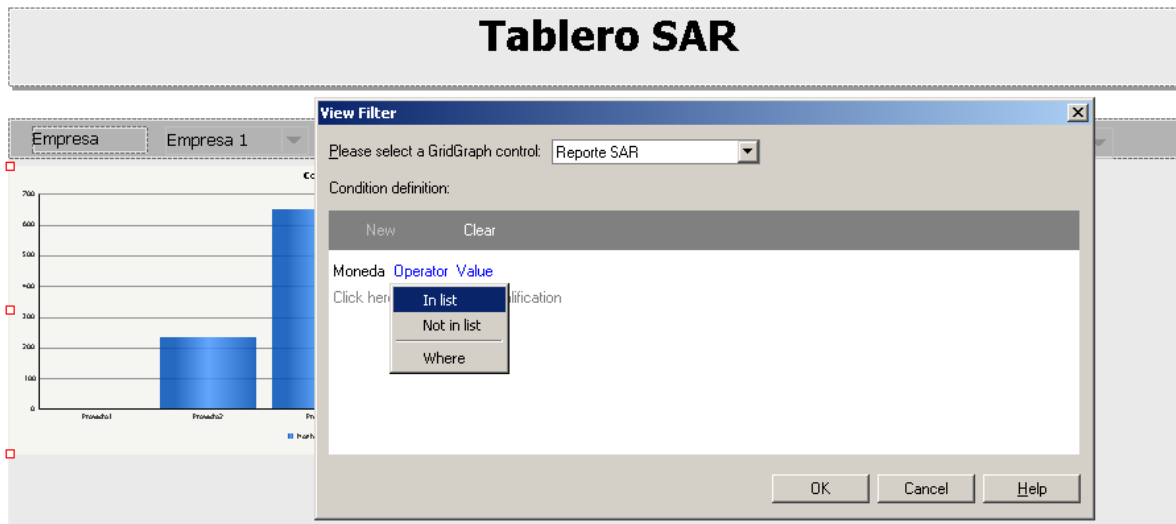 Tablero SAR
View Filter
Empresa
Empresa 1
Please select a GridGraph control:
Reporte SAR
Condition definition:
New
Clear
Moneda Operator Value
Click here
lification
In list
Not in list
Where
700
600
500
400
300
200
100
0
OK
Cancel
Help